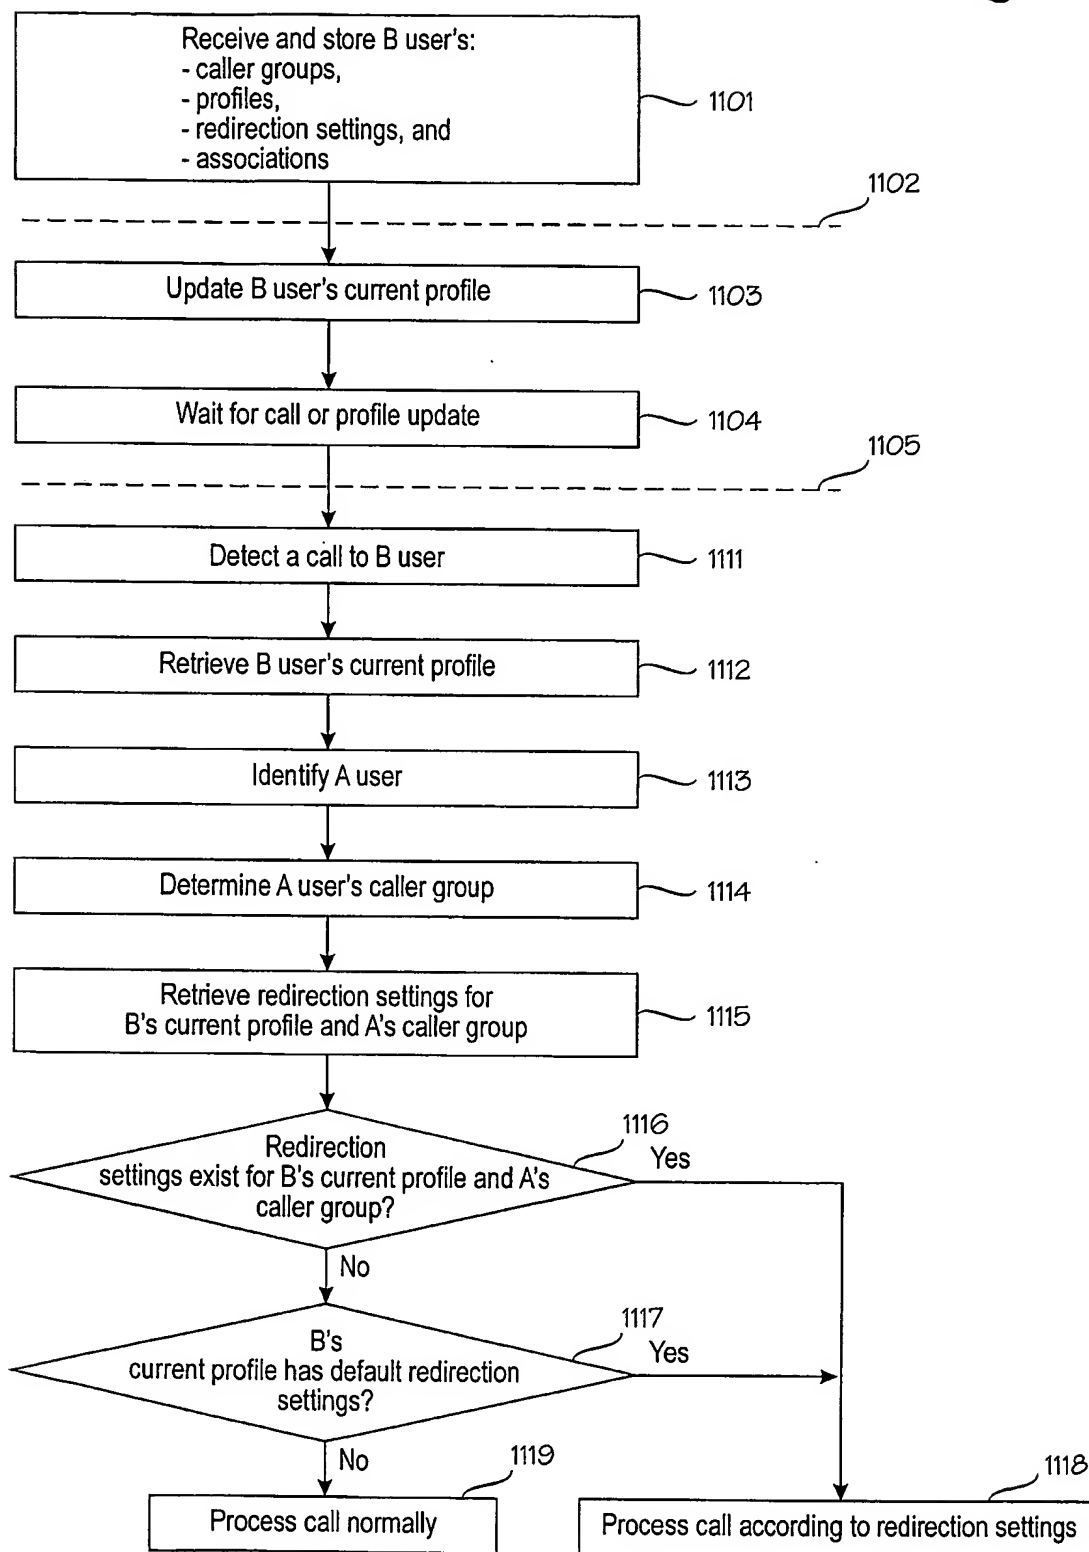 Receive and store B user's:
- caller groups,
- profiles,
- redirection settings, and
- associations
1101
1102
Update B user's current profile
1103
Wait for call or profile update
1104
1105
Detect a call to B user
1111
Retrieve B user's current profile
1112
Identify A user
1113
Determine A user's caller group
1114
Retrieve redirection settings for
B's current profile and A's caller group
1115
1116
Redirection
settings exist for B's current profile and A's
caller group?
Yes
No
1117
B's
current profile has default redirection
settings?
Yes
No
1119
Process call normally
1118
Process call according to redirection settings